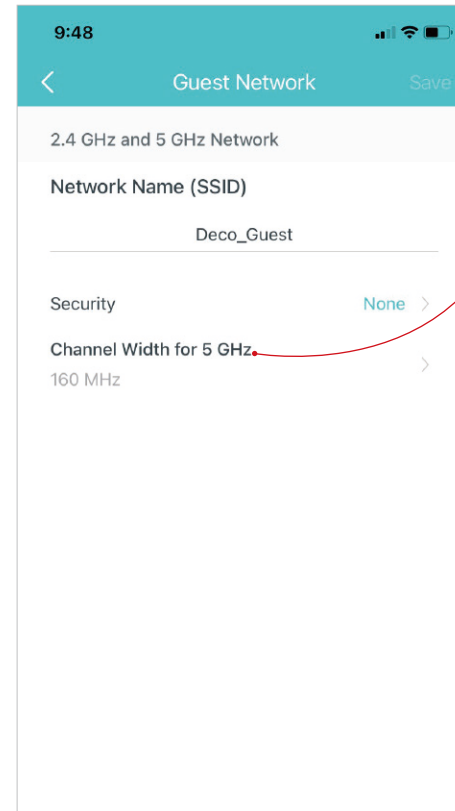 9:48
Guest Network Save
2.4 GHz and 5 GHz Network
Network Name (SSID)
Deco_Guest
Security None
Channel Width for 5 GHz
160 MHz